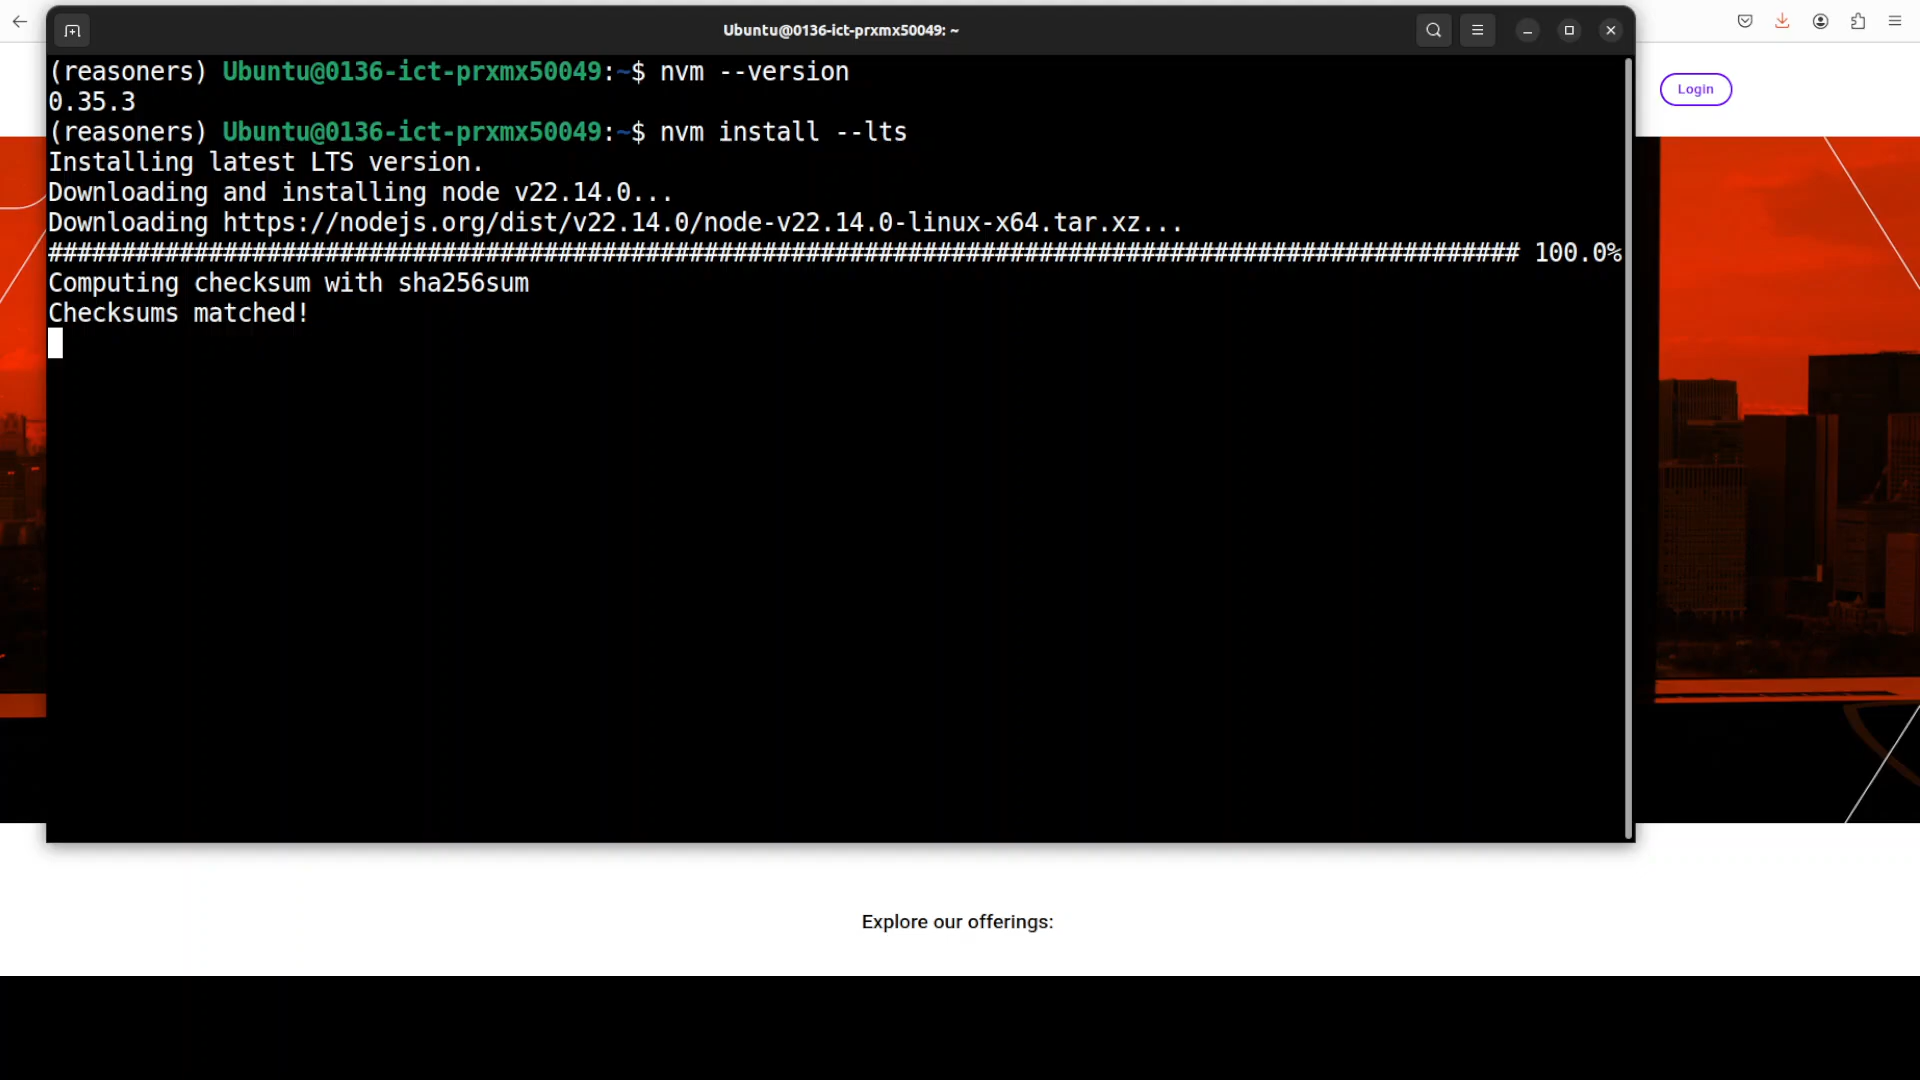 Ubuntu@0136-ict-prxmx50049: ~
Login
(reasoners) Ubuntu@0136-ict-prxmx50049:~$ nvm --version
0.35.3
(reasoners) Ubuntu@0136-ict-prxmx50049:~$ nvm install --lts
Installing latest LTS version.
Downloading and installing node v22.14.0...
Downloading https://nodejs.org/dist/v22.14.0/node-v22.14.0-linux-x64.tar.xz...
##################################################################################################### 100.0%
Computing checksum with sha256sum
Checksums matched!
Explore our offerings: